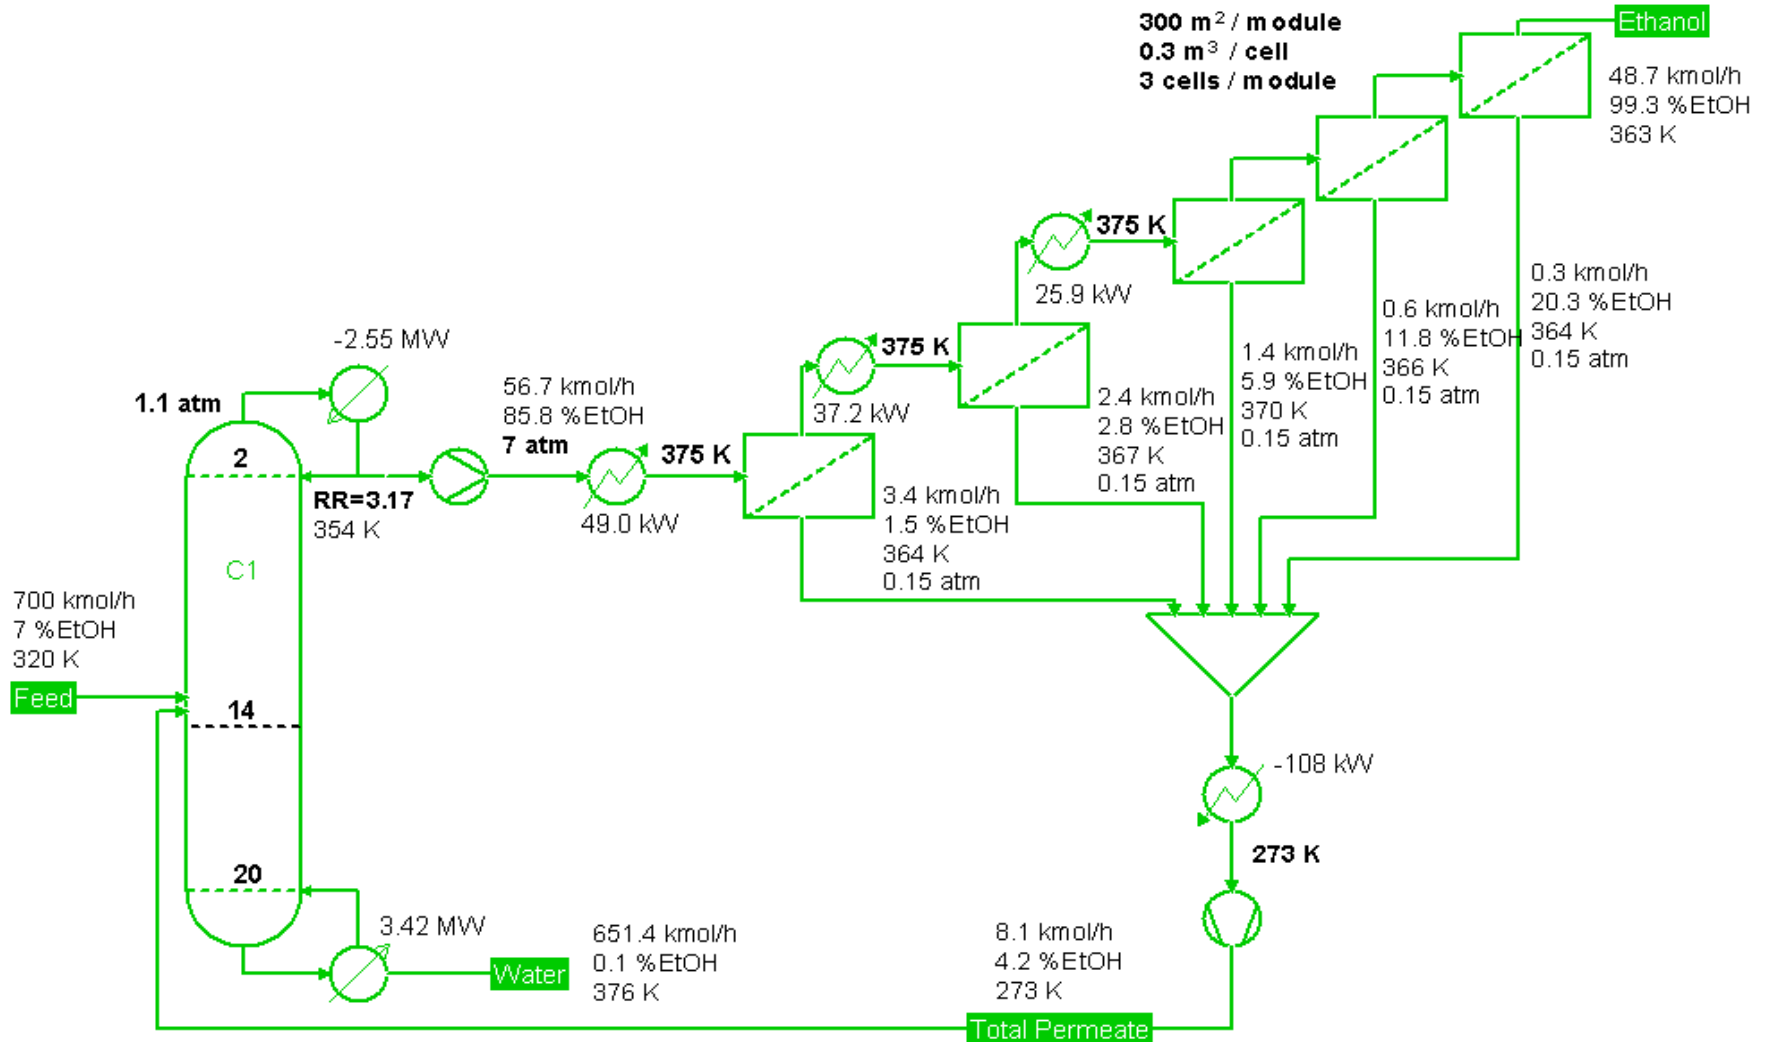 300 m² / module
0.3 m³ / cell
3 cells / module
Ethanol
48.7 kmol/h
99.3 %EtOH
363 K
375 K
25.9 kW
0.3 kmol/h
20.3 %EtOH
364 K
0.15 atm
0.6 kmol/h
11.8 %EtOH
366 K
0.15 atm
1.4 kmol/h
5.9 %EtOH
370 K
0.15 atm
-2.55 MW
375 K
37.2 kW
2.4 kmol/h
2.8 %EtOH
367 K
0.15 atm
1.1 atm
56.7 kmol/h
85.8 %EtOH
7 atm
375 K
49.0 kW
2
RR=3.17
354 K
3.4 kmol/h
1.5 %EtOH
364 K
0.15 atm
C1
700 kmol/h
7 %EtOH
320 K
Feed
14
-108 kW
273 K
20
3.42 MW
651.4 kmol/h
0.1 %EtOH
376 K
Water
8.1 kmol/h
4.2 %EtOH
273 K
Total Permeate